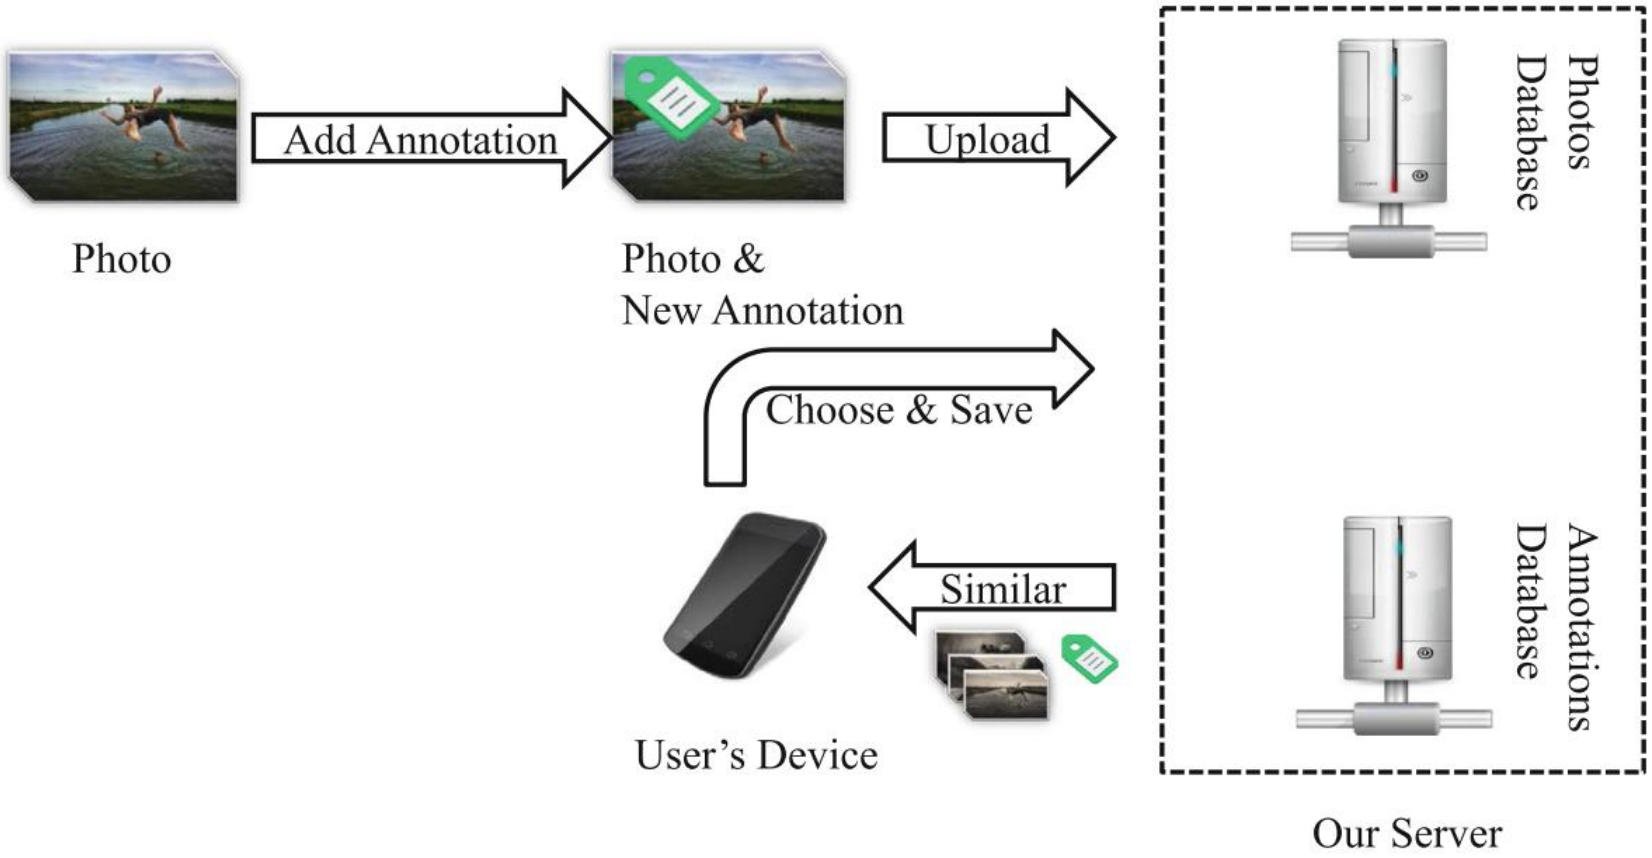 Add Annotation
Upload
Photos
Database
Photo
Photo &
New Annotation
Choose & Save
Similar
Annotations
Database
User’s Device
Our Server